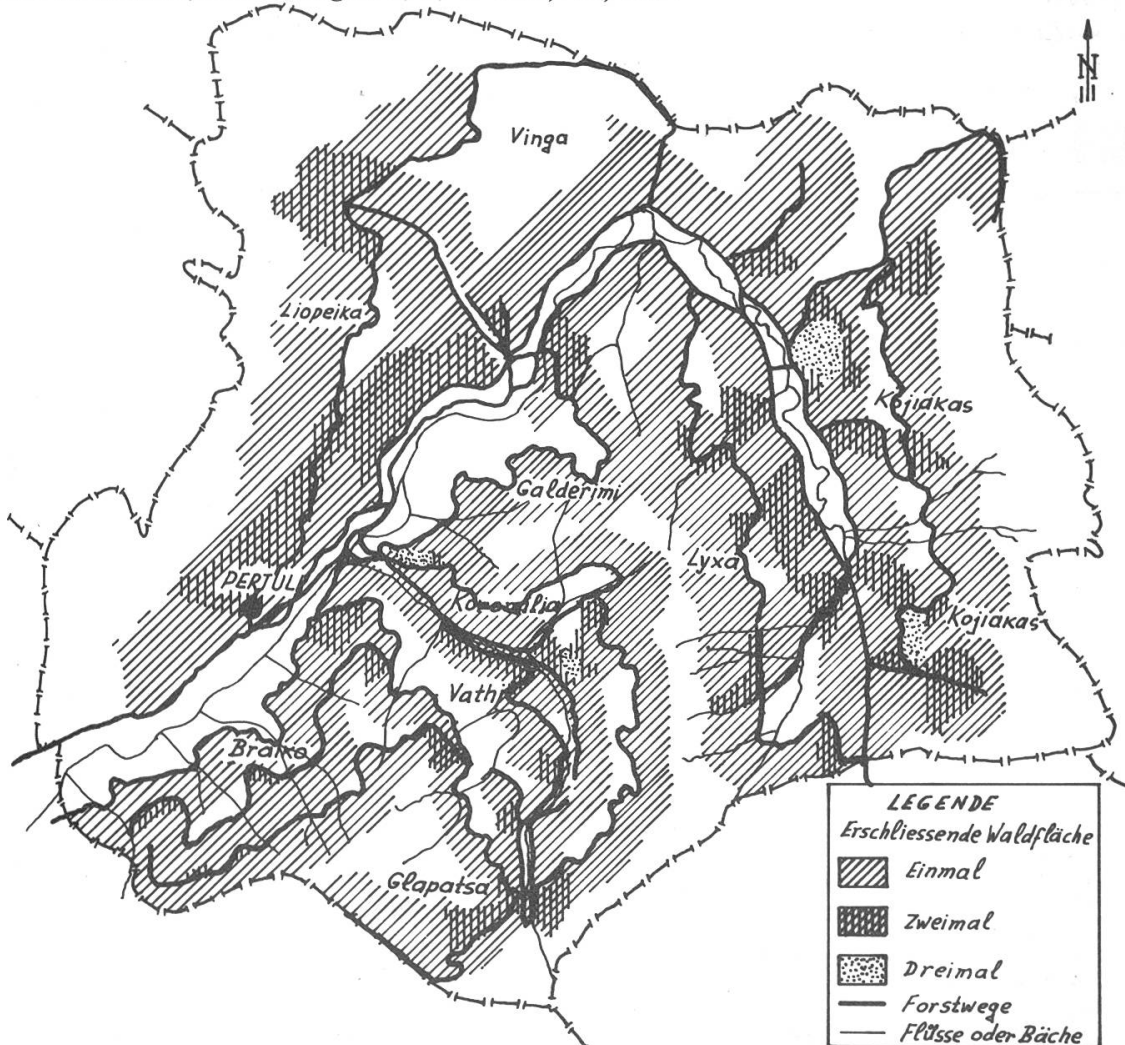 N
Vinga
Liopeika
Kojiakas
Galderimi
Lyxa
PERTULI
Kojiakas
Vathi
Braiko
Glapatsa
LEGENDE
Erschliessende Waldfläche
Einmal
Zweimal
Dreimal
Forstwege
Flüsse oder Bäche